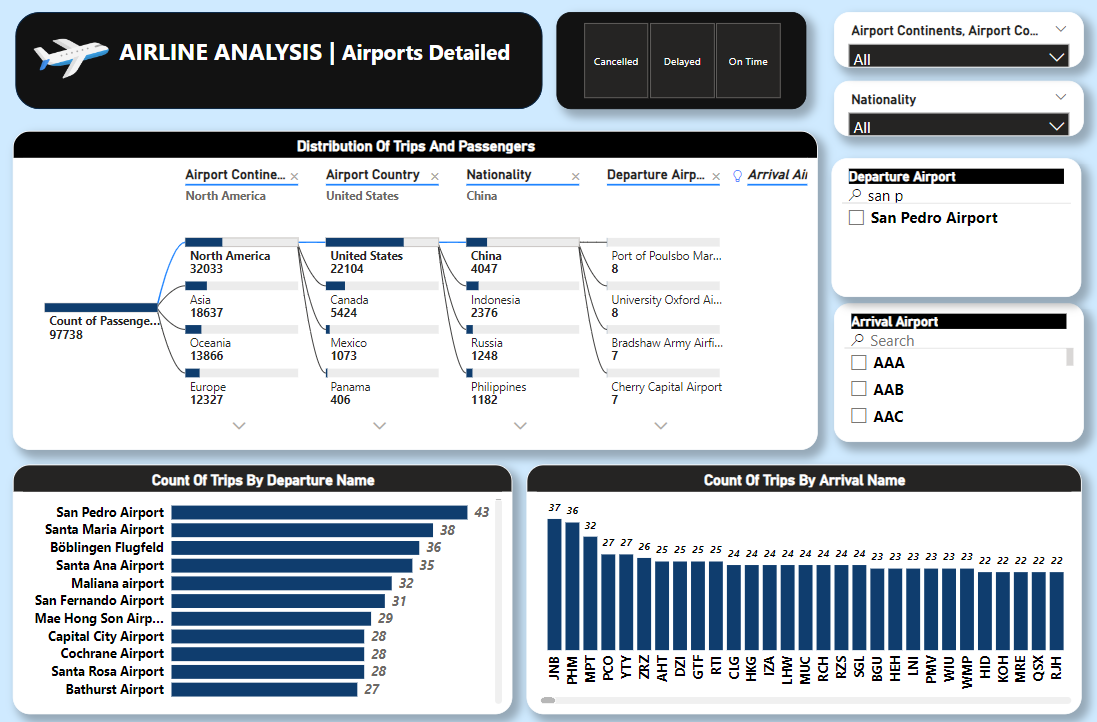 AIRLINE ANALYSIS | Airports Detailed
Cancelled
Delayed
On Time
Airport Continents, Airport Co...
All
Nationality
All
Departure Airport
san p
San Pedro Airport
Arrival Airport
Search
AAA
AAB
AAC
Distribution Of Trips And Passengers
Airport Contine...
North America
Airport Country
United States
Nationality
China
Departure Airp...
Arrival Air
Count of Passenge...
97738
North America
32033
Asia
18637
Oceania
13866
Europe
12327
United States
22104
Canada
5424
Mexico
1073
Panama
406
China
4047
Indonesia
2376
Russia
1248
Philippines
1182
Port of Poulsbo Mar...
8
University Oxford Ai...
8
Bradshaw Army Airfi...
7
Cherry Capital Airport
7
Count Of Trips By Departure Name
San Pedro Airport 43
Santa Maria Airport 38
Böblingen Flugfeld 36
Santa Ana Airport 35
Maliana airport 32
San Fernando Airport 31
Mae Hong Son Airp... 29
Capital City Airport 28
Cochrane Airport 28
Santa Rosa Airport 28
Bathurst Airport 27
Count Of Trips By Arrival Name
37 36 32 27 27 26 25 25 25 25 24 24 24 24 24 24 24 24 23 23 23 23 23 23 22 22 22 22 22
JNB PHM MPT PCO YTY ZRZ AHT DZI GTF RTI CLG HKG IZA LHW MUC RCH RZS SGL BGU HEH LNI PMV WIU WMP HID KOH MRE QSX RJH